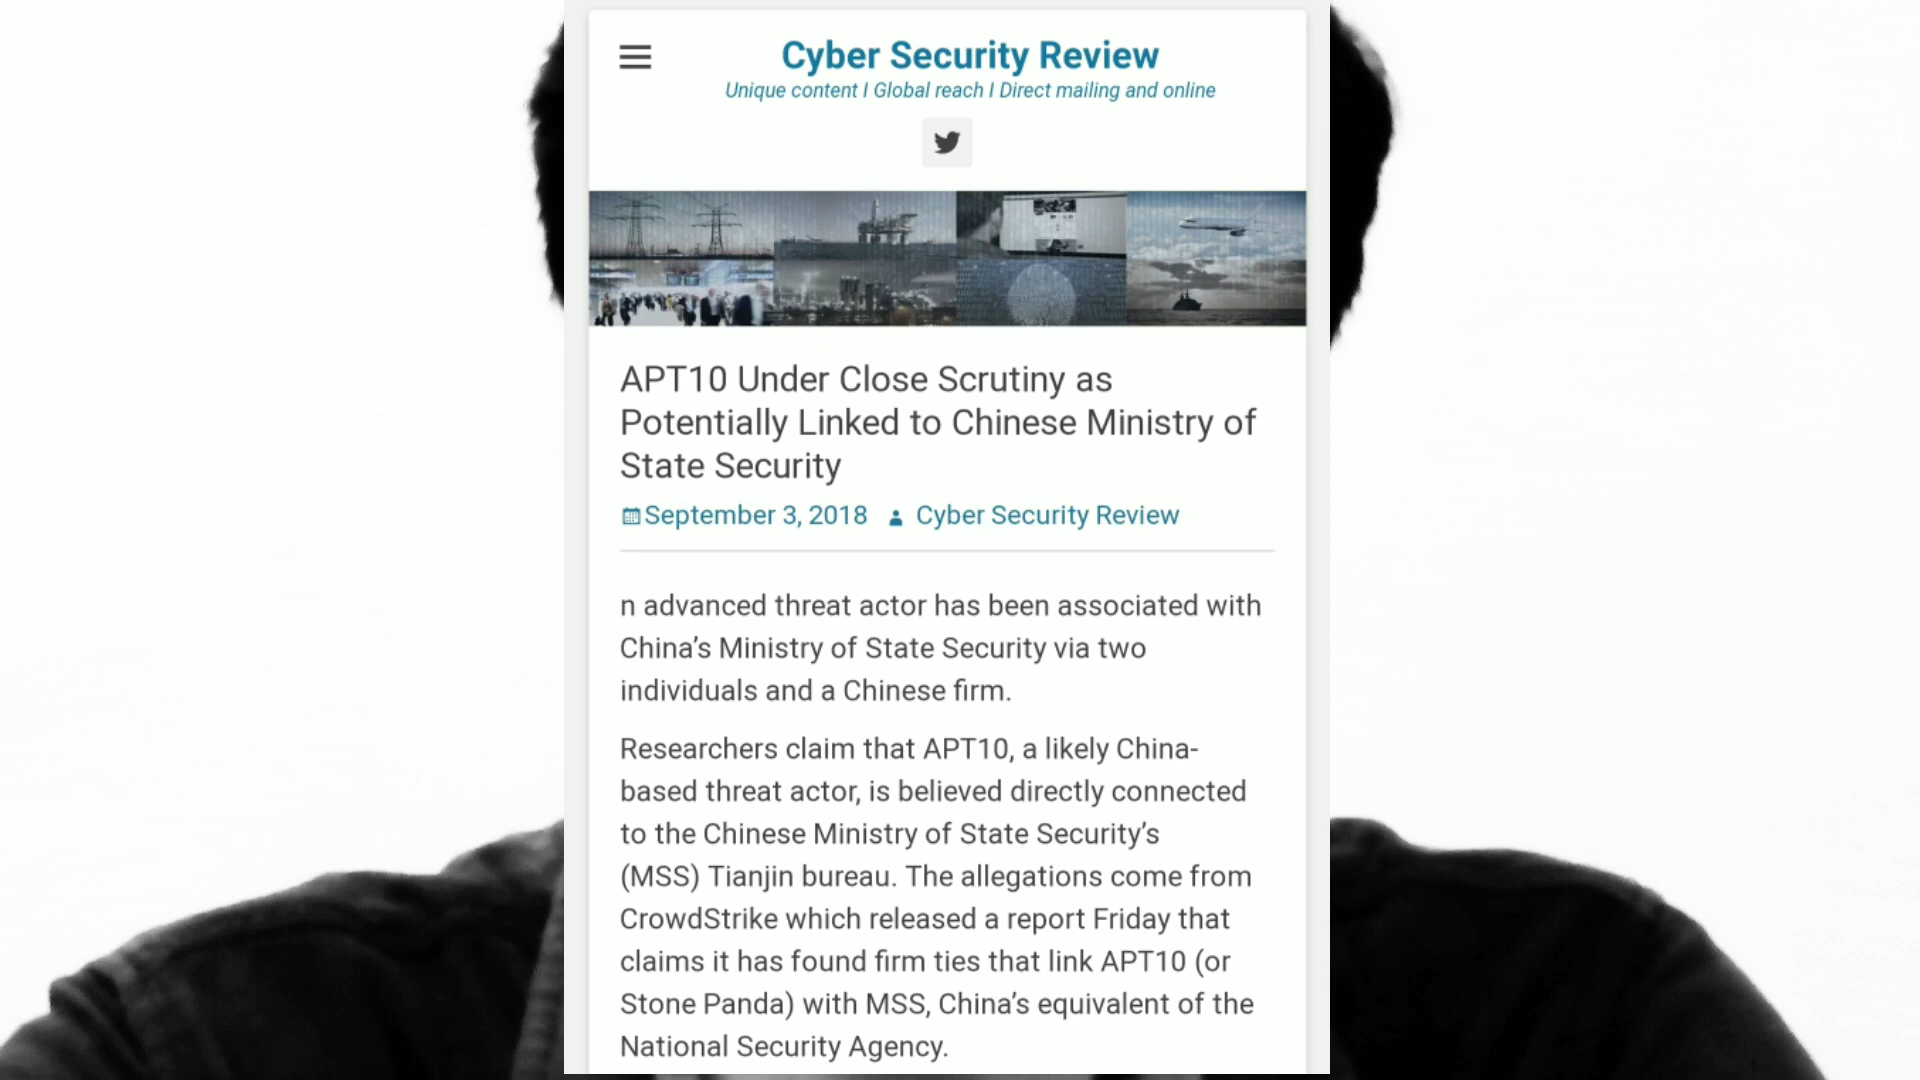 Cyber Security Review
Unique content I Global reach I Direct mailing and online
APT10 Under Close Scrutiny as
Potentially Linked to Chinese Ministry of
State Security
September 3, 2018 Cyber Security Review
n advanced threat actor has been associated with
China’s Ministry of State Security via two
individuals and a Chinese firm.
Researchers claim that APT10, a likely China-
based threat actor, is believed directly connected
to the Chinese Ministry of State Security’s
(MSS) Tianjin bureau. The allegations come from
CrowdStrike which released a report Friday that
claims it has found firm ties that link APT10 (or
Stone Panda) with MSS, China’s equivalent of the
National Security Agency.